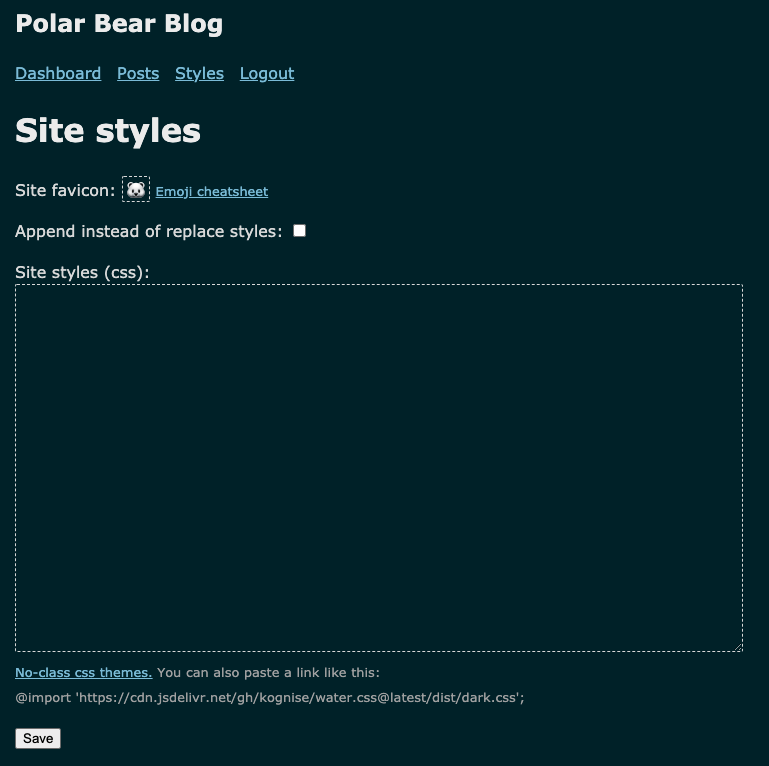 Polar Bear Blog
Dashboard Posts Styles Logout
Site styles
Site favicon: 🐻‍❄️ Emoji cheatsheet
Append instead of replace styles:
Site styles (css):
No-class css themes. You can also paste a link like this:
@import 'https://cdn.jsdelivr.net/gh/kognise/water.css@latest/dist/dark.css';
Save